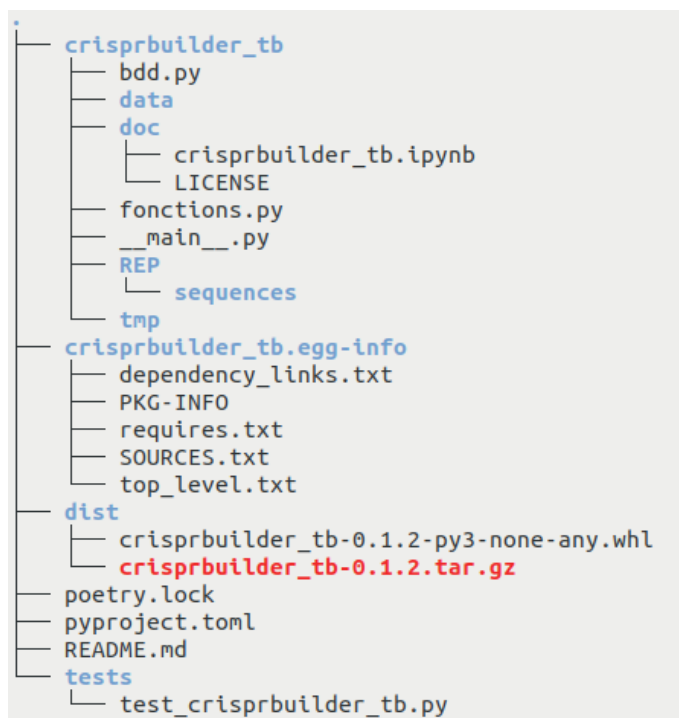 .
crisprbuilder_tb
bdd.py
data
doc
crisprbuilder_tb.ipynb
LICENSE
fonctions.py
__main__.py
REP
sequences
tmp
crisprbuilder_tb.egg-info
dependency_links.txt
PKG-INFO
requires.txt
SOURCES.txt
top_level.txt
dist
crisprbuilder_tb-0.1.2-py3-none-any.whl
crisprbuilder_tb-0.1.2.tar.gz
poetry.lock
pyproject.toml
README.md
tests
test_crisprbuilder_tb.py